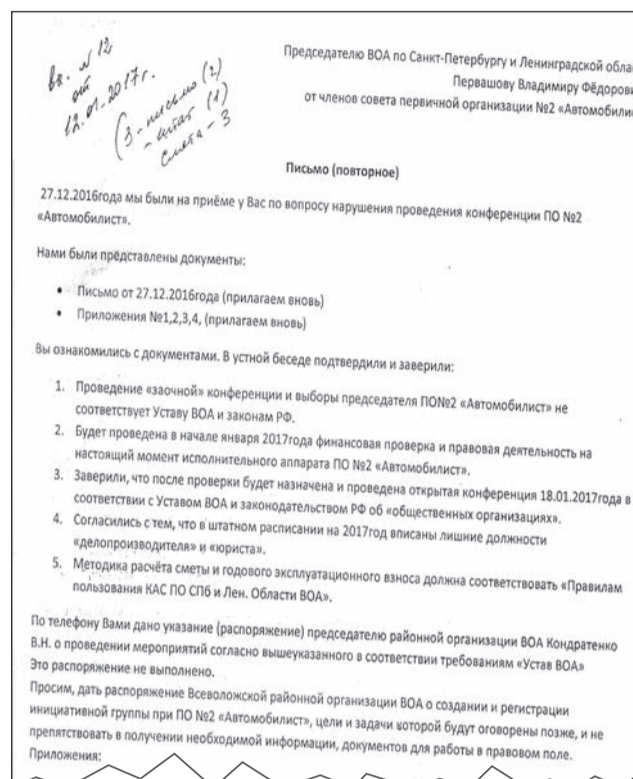 вх. № 12
от
12.01.2017г.
(3 - письмо (2)
- штат (1)
смета - 3
Председателю ВОА по Санкт-Петербургу и Ленинградской обла
Первашову Владимиру Фёдоров
от членов совета первичной организации №2 «Автомобили
Письмо (повторное)
27.12.2016года мы были на приёме у Вас по вопросу нарушения проведения конференции ПО №2
«Автомобилист».
Нами были представлены документы:
• Письмо от 27.12.2016года (прилагаем вновь)
• Приложения №1,2,3,4, (прилагаем вновь)
Вы ознакомились с документами. В устной беседе подтвердили и заверили:
1. Проведение «заочной» конференции и выборы председателя ПО№2 «Автомобилист» не
соответствует Уставу ВОА и законам РФ.
2. Будет проведена в начале января 2017года финансовая проверка и правовая деятельность на
настоящий момент исполнительного аппарата ПО №2 «Автомобилист».
3. Заверили, что после проверки будет назначена и проведена открытая конференция 18.01.2017года в
соответствии с Уставом ВОА и законодательством РФ об «общественных организациях».
4. Согласились с тем, что в штатном расписании на 2017год вписаны лишние должности
«делопроизводителя» и «юриста».
5. Методика расчёта сметы и годового эксплуатационного взноса должна соответствовать «Правилам
пользования КАС ПО СПб и Лен. Области ВОА».
По телефону Вами дано указание (распоряжение) председателю районной организации ВОА Кондратенко
В.Н. о проведении мероприятий согласно вышеуказанного в соответствии требованиям «Устав ВОА»
Это распоряжение не выполнено.
Просим, дать распоряжение Всеволожской районной организации ВОА о создании и регистрации
инициативной группы при ПО №2 «Автомобилист», цели и задачи которой будут оговорены позже, и не
препятствовать в получении необходимой информации, документов для работы в правовом поле.
Приложения: